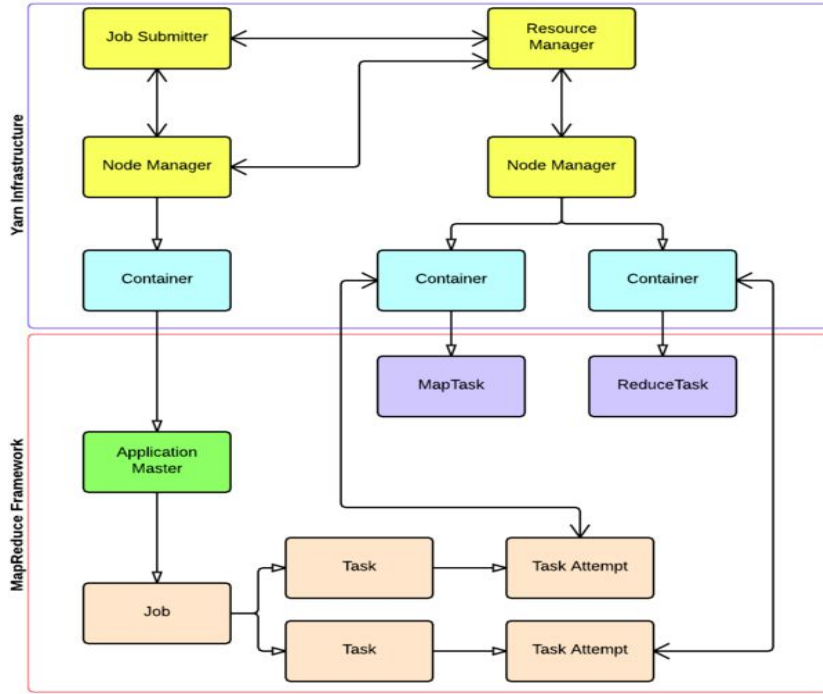 Yarn Infrastructure
Job Submitter
Resource
Manager
Node Manager
Node Manager
Container
Container
Container
MapReduce Framework
MapTask
ReduceTask
Application
Master
Task
Task Attempt
Job
Task
Task Attempt